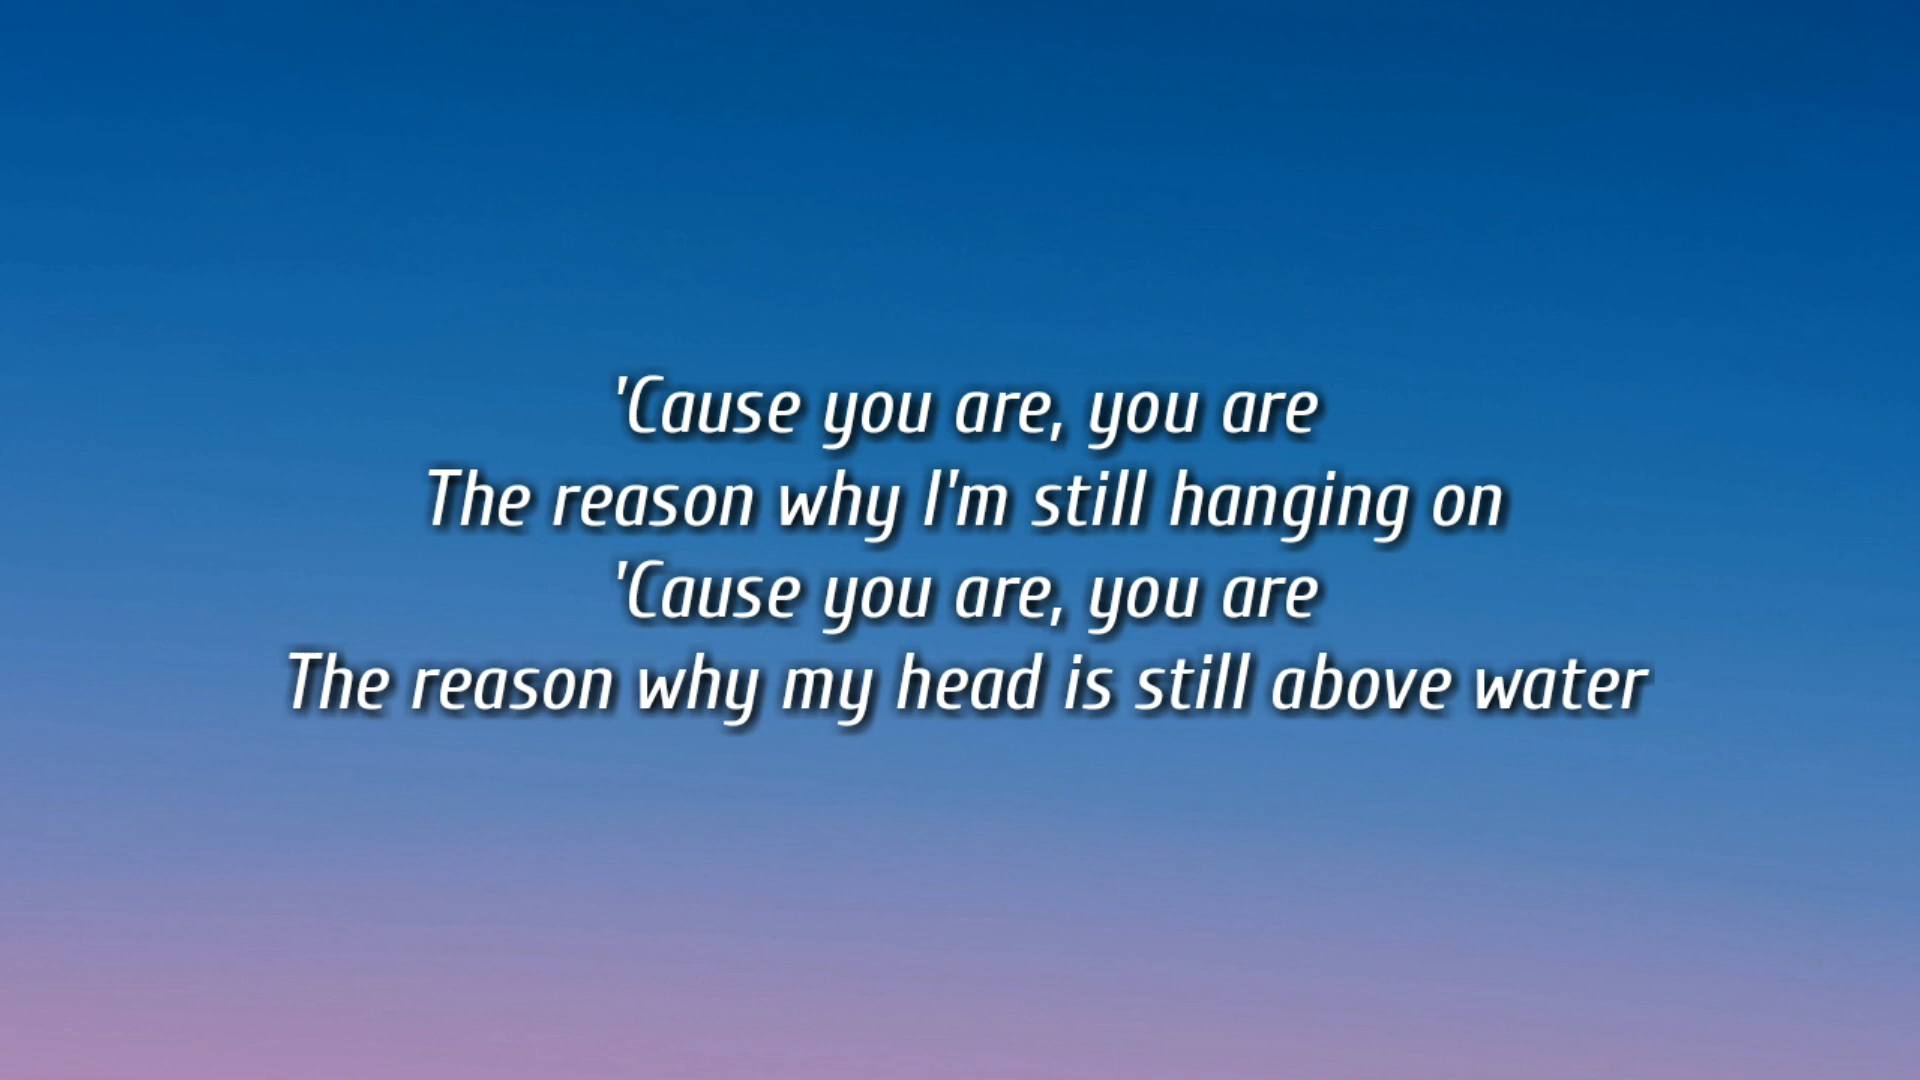 'Cause you are, you are
The reason why I'm still hanging on
'Cause you are, you are
The reason why my head is still above water